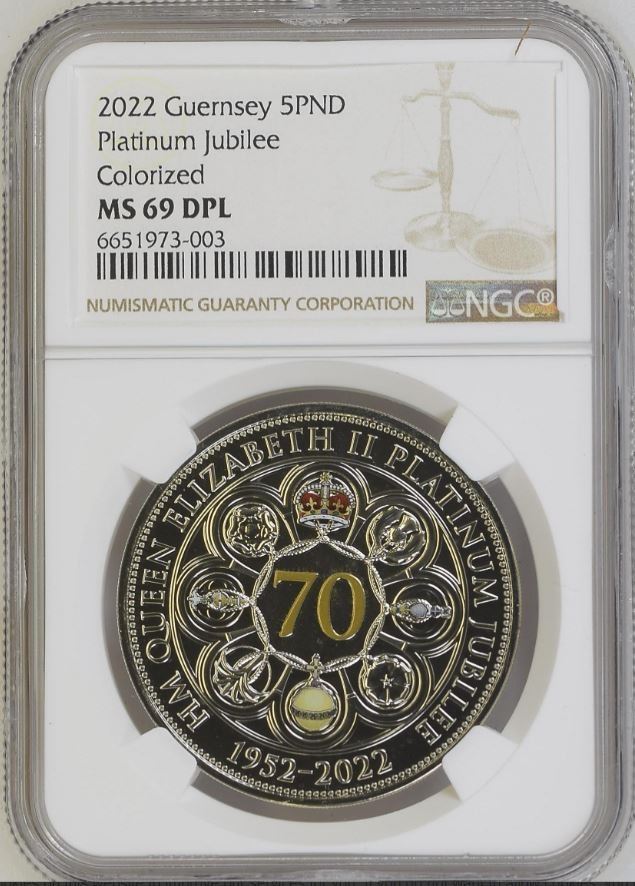 2022 Guernsey 5PND
Platinum Jubilee
Colorized
MS 69 DPL
6651973-003
NUMISMATIC GUARANTY CORPORATION
NGC®
HM QUEEN ELIZABETH II PLATINUM JUBILEE
70
1952-2022